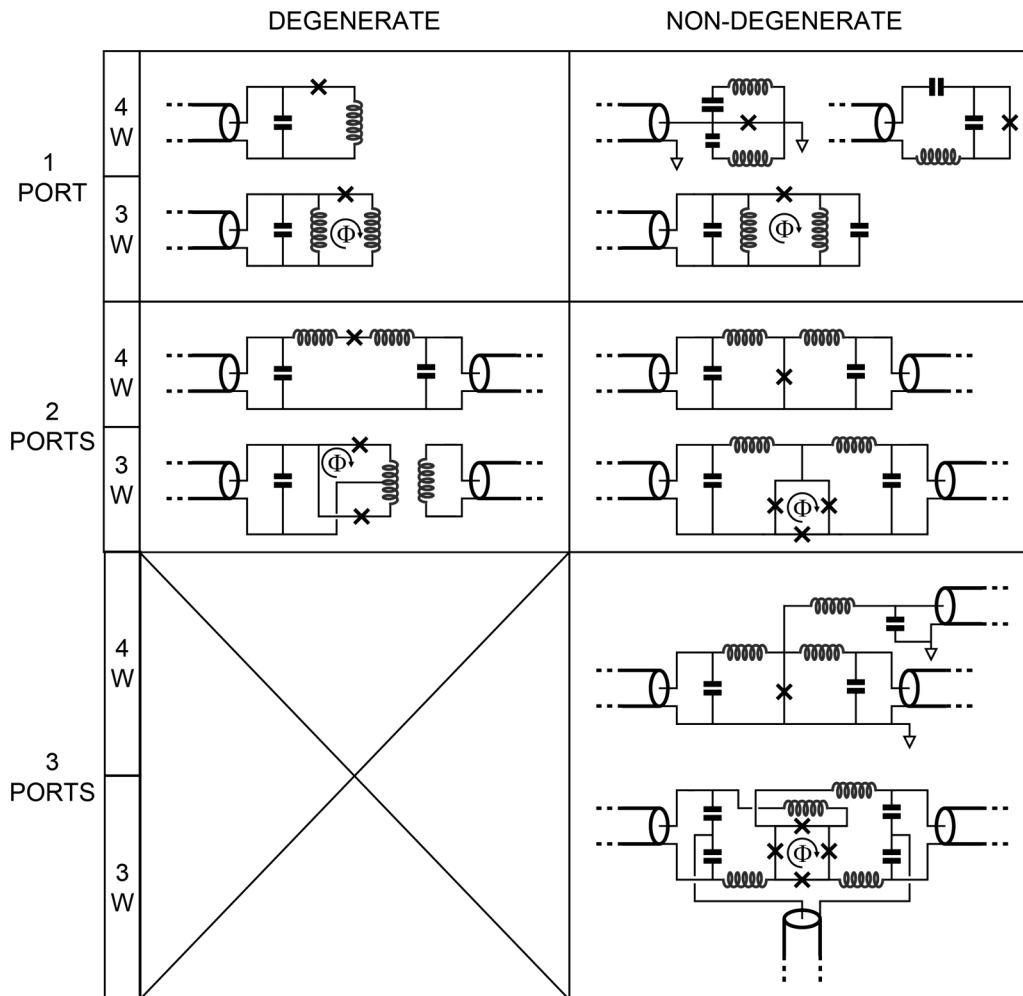 DEGENERATE
NON-DEGENERATE
1
PORT
4
W
3
W
Φ
Φ
2
PORTS
4
W
3
W
Φ
Φ
3
PORTS
4
W
3
W
Φ